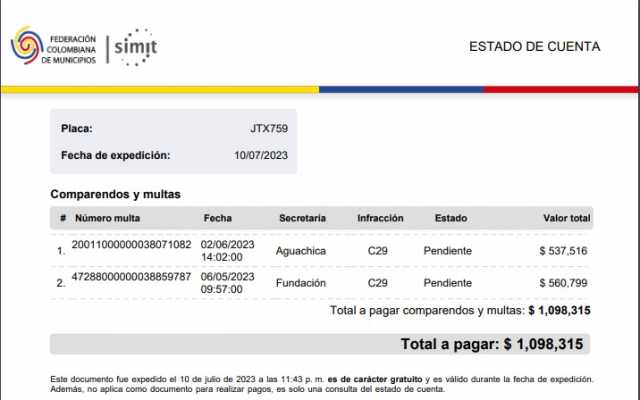 FEDERACIÓN
COLOMBIANA
DE MUNICIPIOS
simit
ESTADO DE CUENTA
Placa: JTX759
Fecha de expedición: 10/07/2023
Comparendos y multas
# Número multa Fecha Secretaría Infracción Estado Valor total
1. 20011000000038071082 02/06/2023 14:02:00 Aguachica C29 Pendiente $ 537,516
2. 47288000000038859787 06/05/2023 09:57:00 Fundación C29 Pendiente $ 560,799
Total a pagar comparendos y multas: $ 1,098,315
Total a pagar: $ 1,098,315
Este documento fue expedido el 10 de julio de 2023 a las 11:43 p. m. es de carácter gratuito y es válido durante la fecha de expedición.
Además, no aplica como documento para realizar pagos, es solo una consulta del estado de cuenta.